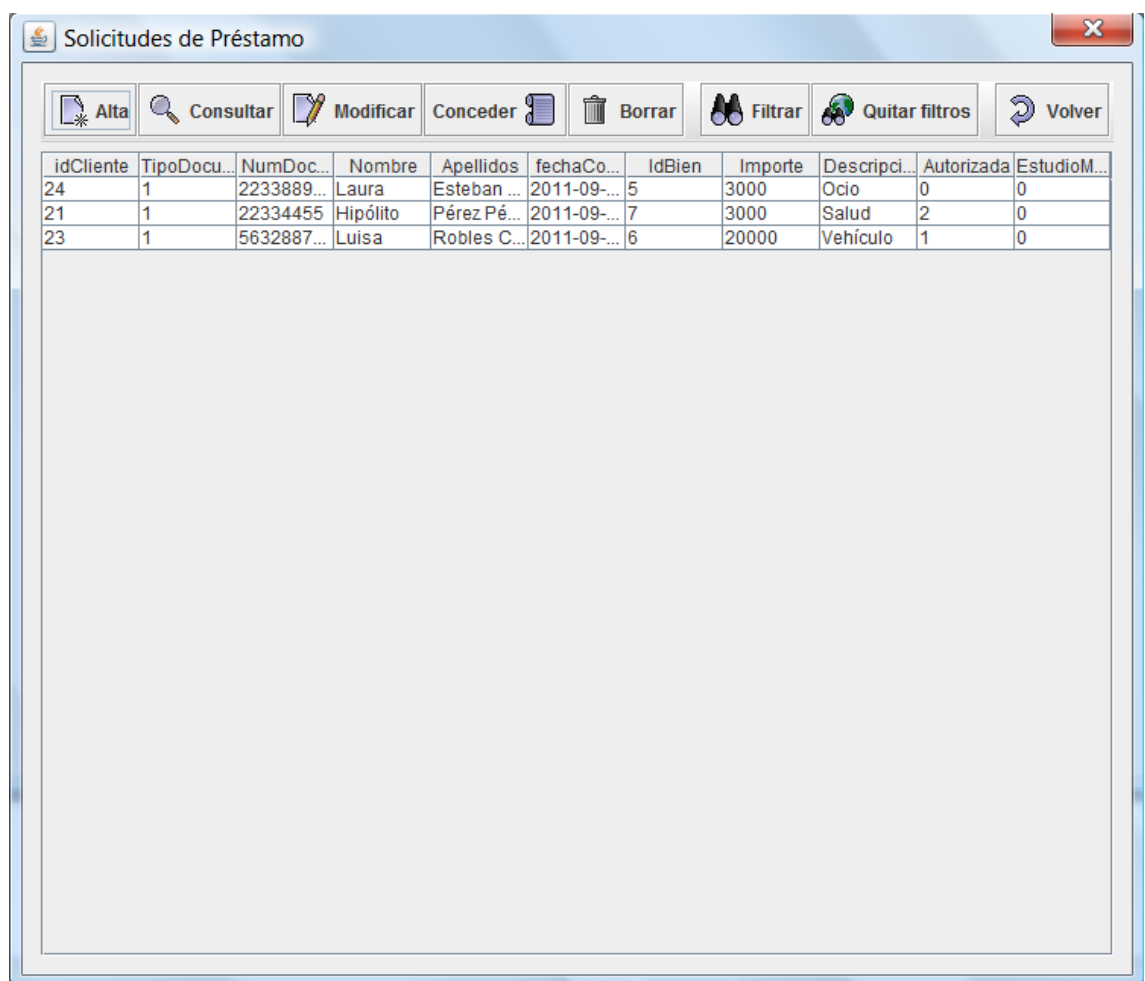 Solicitudes de Préstamo
Alta Consultar Modificar Conceder Borrar Filtrar Quitar filtros Volver
idCliente TipoDocu... NumDoc... Nombre Apellidos fechaCo... IdBien Importe Descripci... Autorizada EstudioM...
24 1 2233889... Laura Esteban ... 2011-09-... 5 3000 Ocio 0 0
21 1 22334455 Hipólito Pérez Pé... 2011-09-... 7 3000 Salud 2 0
23 1 5632887... Luisa Robles C... 2011-09-... 6 20000 Vehículo 1 0